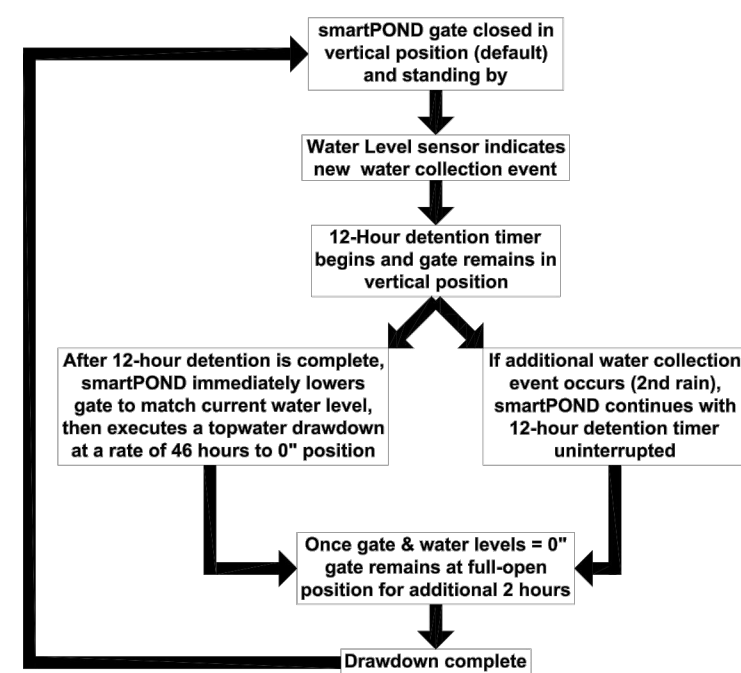 smartPOND gate closed in
vertical position (default)
and standing by
Water Level sensor indicates
new water collection event
12-Hour detention timer
begins and gate remains in
vertical position
After 12-hour detention is complete,
smartPOND immediately lowers
gate to match current water level,
then executes a topwater drawdown
at a rate of 46 hours to 0" position
If additional water collection
event occurs (2nd rain),
smartPOND continues with
12-hour detention timer
uninterrupted
Once gate & water levels = 0"
gate remains at full-open
position for additional 2 hours
Drawdown complete